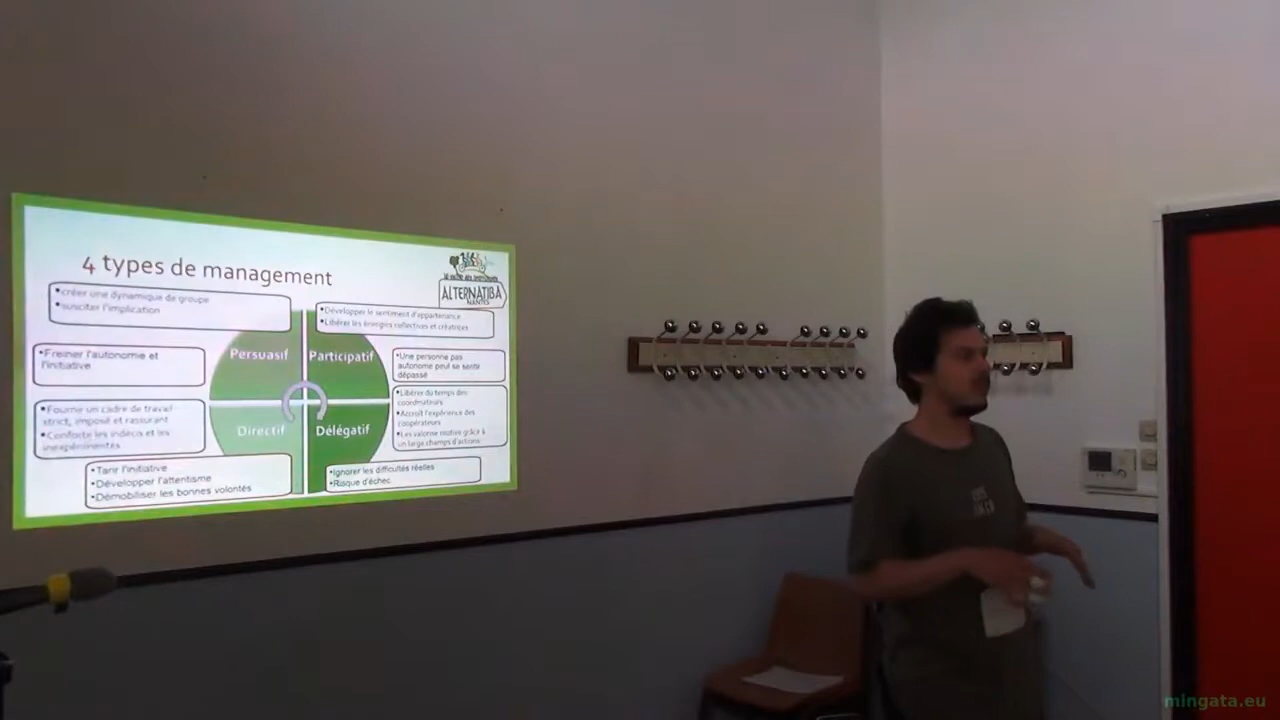 4 types de management
ALTERNATIBA
NANTES
•créer une dynamique de groupe
•susciter l'implication
•Développer le sentiment d'appartenance
•Libérer les énergies collectives et créatrices
Persuasif
Participatif
•Freiner l'autonomie et
l'initiative
•Une personne pas
autonome peut se sentir
dépassé
•Fournir un cadre de travail
strict, imposé et rassurant
•Conforte les indécis et les
inexpérimentés
•Libérer du temps des
coordinateurs
•Accroit l'expérience des
coopérateurs
•Les valorise motive grâce à
un large champs d'actions
Directif
Délégatif
•Tarir l'initiative
•Développer l'attentisme
•Démobiliser les bonnes volontés
•Ignorer les difficultés réelles
•Risque d'échec
mingata.eu